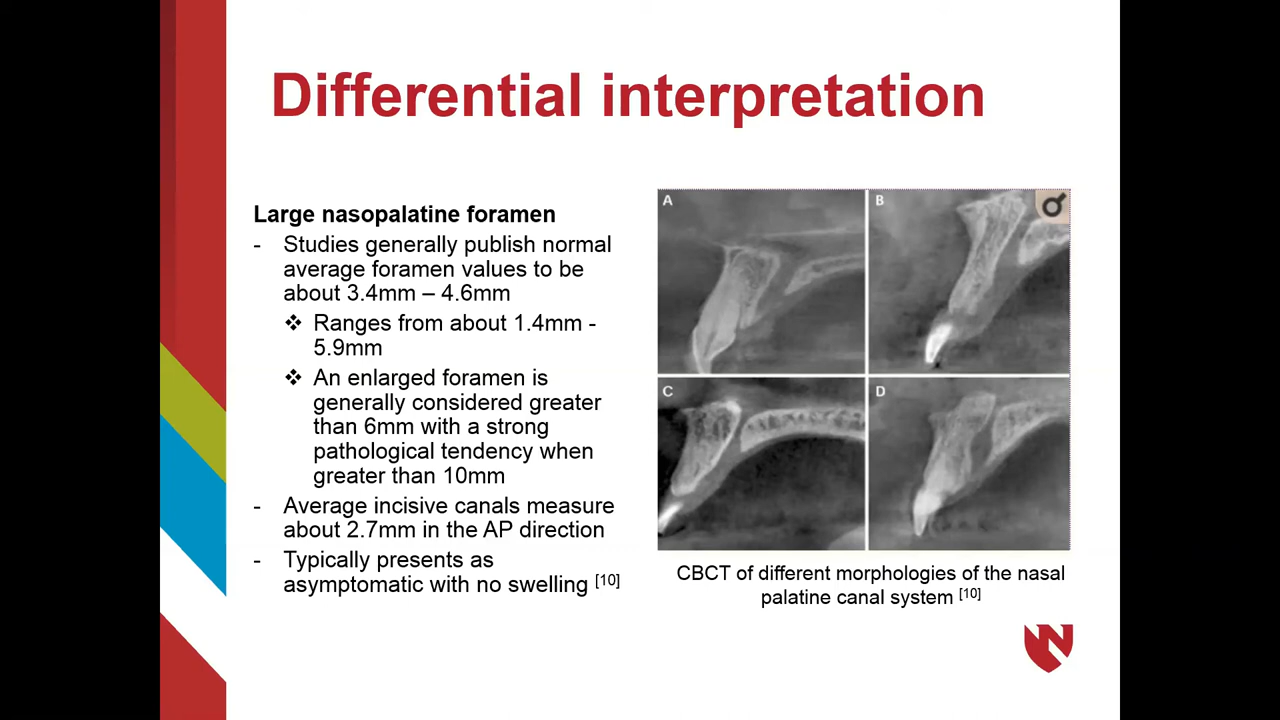 Differential interpretation
Large nasopalatine foramen
- Studies generally publish normal
average foramen values to be
about 3.4mm – 4.6mm
❖ Ranges from about 1.4mm -
5.9mm
❖ An enlarged foramen is
generally considered greater
than 6mm with a strong
pathological tendency when
greater than 10mm
- Average incisive canals measure
about 2.7mm in the AP direction
- Typically presents as
asymptomatic with no swelling [10]
A
B
C
D
CBCT of different morphologies of the nasal
palatine canal system [10]
N